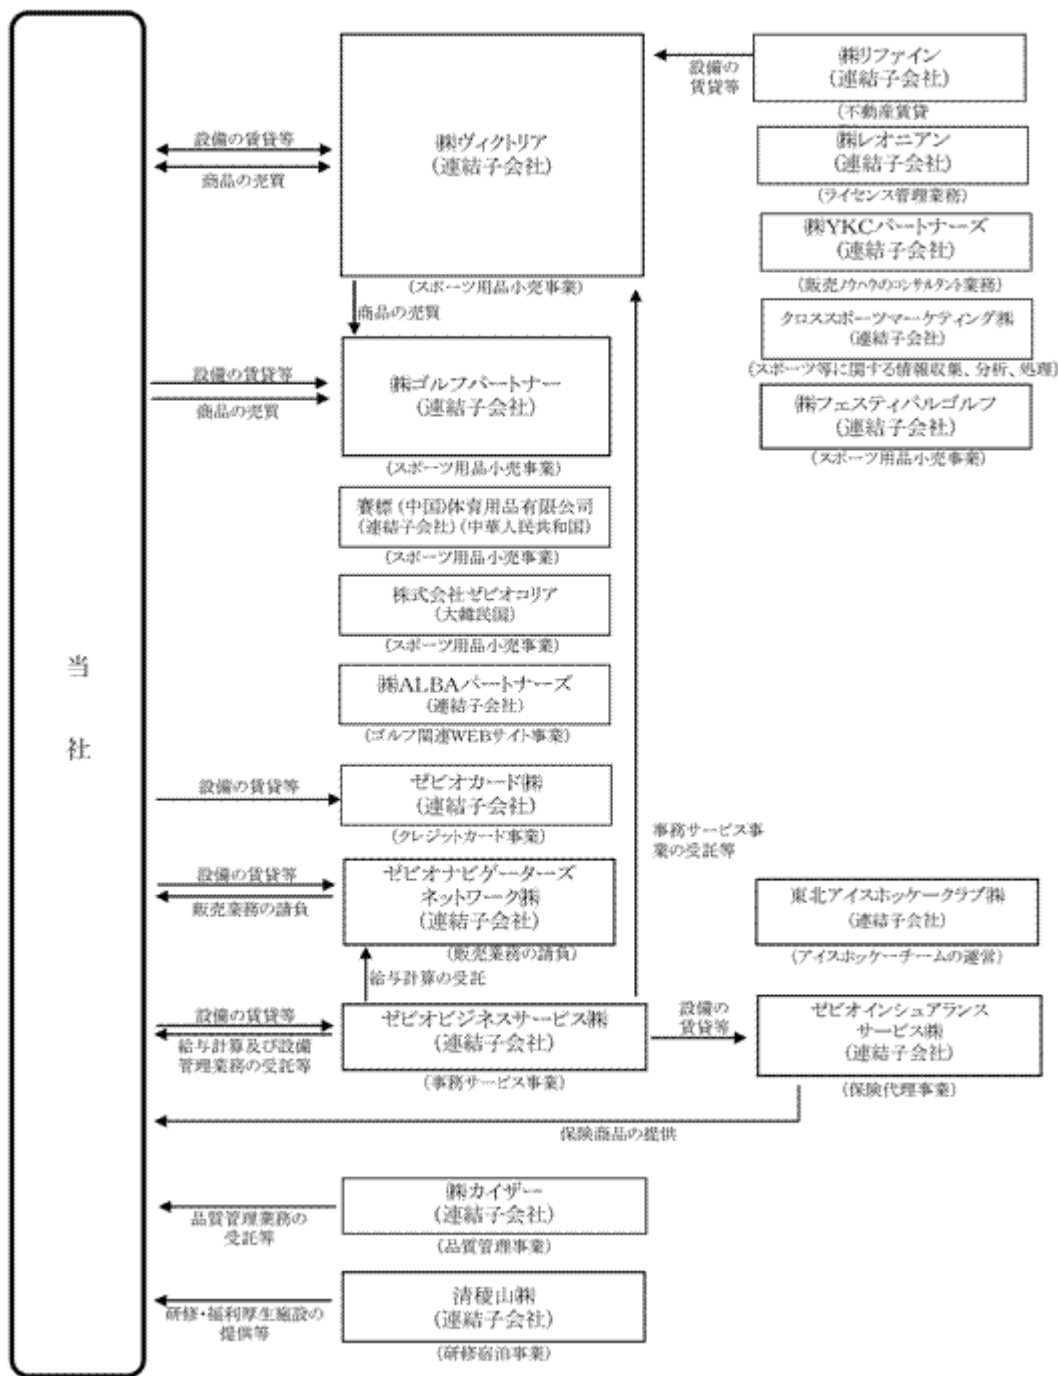 当
社
設備の賃貸等
商品の売買
㈱ヴィクトリア
(連結子会社)
(スポーツ用品小売事業)
設備の
賃貸等
㈱リファイン
(連結子会社)
(不動産賃貸
㈱レオニアン
(連結子会社)
(ライセンス管理業務)
㈱YKCパートナーズ
(連結子会社)
(販売ノウハウのコンサルタント業務)
クロススポーツマーケティング㈱
(連結子会社)
(スポーツ等に関する情報収集、分析、処理)
㈱フェスティバルゴルフ
(連結子会社)
(スポーツ用品小売事業)
商品の売買
設備の賃貸等
商品の売買
㈱ゴルフパートナー
(連結子会社)
(スポーツ用品小売事業)
賽標(中国)体育用品有限公司
(連結子会社)(中華人民共和国)
(スポーツ用品小売事業)
株式会社ゼビオコリア
(大韓民国)
(スポーツ用品小売事業)
㈱ALBAパートナーズ
(連結子会社)
(ゴルフ関連WEBサイト事業)
設備の賃貸等
ゼビオカード㈱
(連結子会社)
(クレジットカード事業)
事務サービス事
業の受託等
設備の賃貸等
販売業務の請負
ゼビオナビゲーターズ
ネットワーク㈱
(連結子会社)
(販売業務の請負)
東北アイスホッケークラブ㈱
(連結子会社)
(アイスホッケーチームの運営)
給与計算の受託
設備の賃貸等
給与計算及び設備
管理業務の受託等
ゼビオビジネスサービス㈱
(連結子会社)
(事務サービス事業)
設備の
賃貸等
ゼビオインシュアランス
サービス㈱
(連結子会社)
(保険代理事業)
保険商品の提供
品質管理業務の
受託等
㈱カイザー
(連結子会社)
(品質管理事業)
研修・福利厚生施設の
提供等
清稜山㈱
(連結子会社)
(研修宿泊事業)